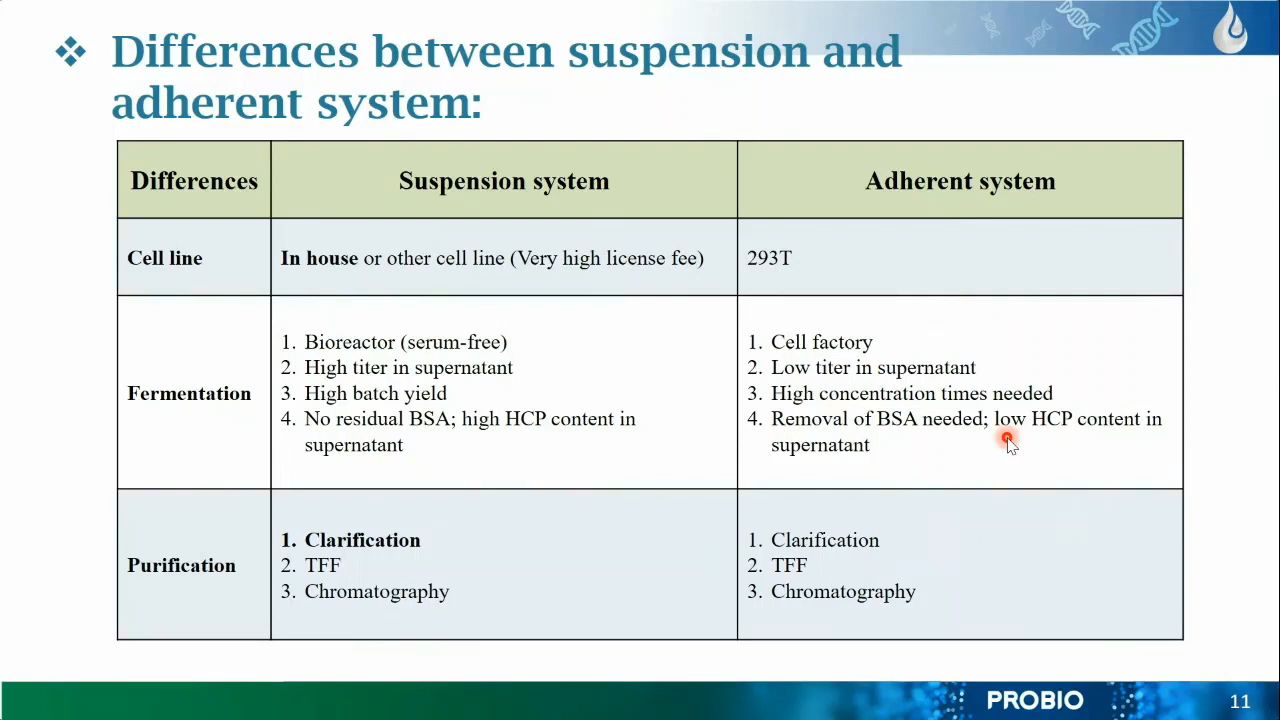 Differences between suspension and
adherent system:
Differences
Suspension system
Adherent system
Cell line
In house or other cell line (Very high license fee)
293T
Fermentation
1. Bioreactor (serum-free)
2. High titer in supernatant
3. High batch yield
4. No residual BSA; high HCP content in
supernatant
1. Cell factory
2. Low titer in supernatant
3. High concentration times needed
4. Removal of BSA needed; low HCP content in
supernatant
Purification
1. Clarification
2. TFF
3. Chromatography
1. Clarification
2. TFF
3. Chromatography
PROBIO
11